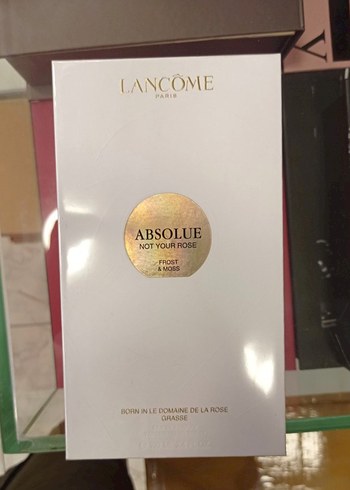 LANCÔME
PARIS
ABSOLUE
NOT YOUR ROSE
FROST
& MOSS
BORN IN LE DOMAINE DE LA ROSE
GRASSE
Y